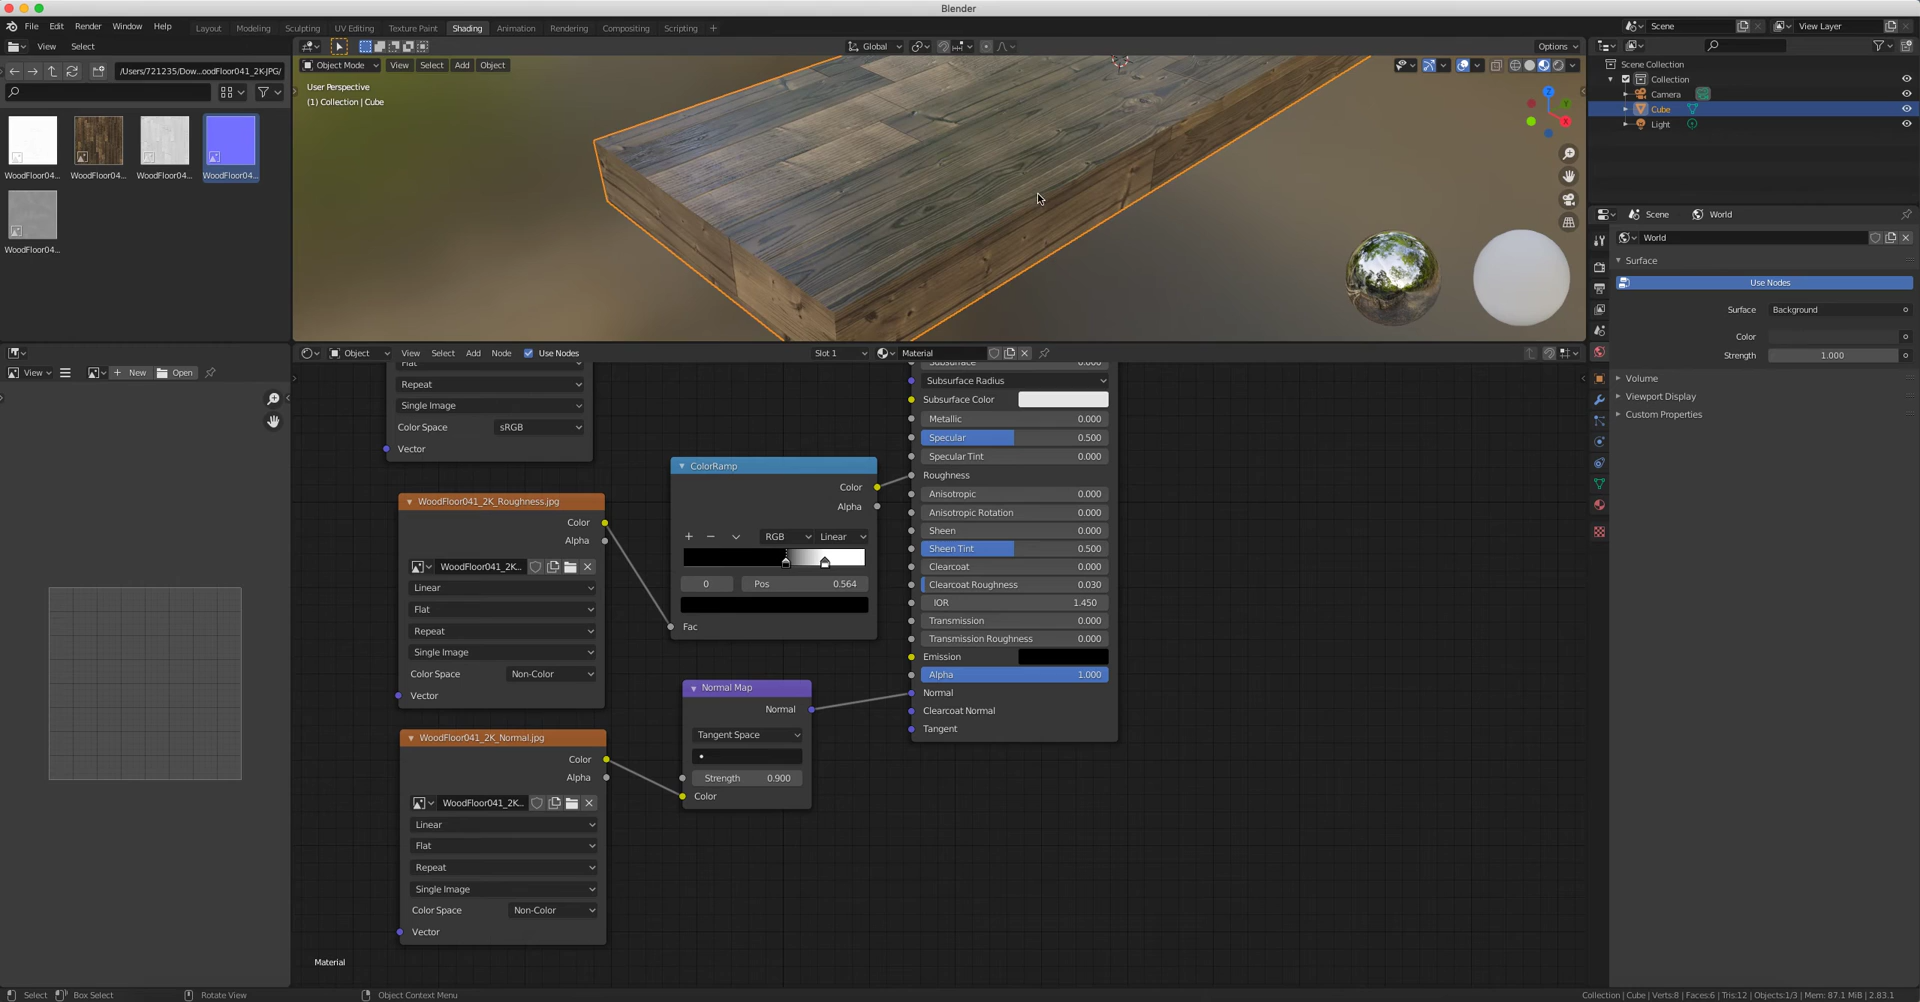 Blender
File Edit Render Window Help
Layout Modeling Sculpting UV Editing Texture Paint Shading Animation Rendering Compositing Scripting +
Scene
View Layer
View Select
/Users/721235/Dow...oodFloor041_2K-JPG/
WoodFloor04... WoodFloor04... WoodFloor04... WoodFloor04...
WoodFloor04...
Global
Options
Object Mode View Select Add Object
User Perspective
(1) Collection | Cube
Z
Y
X
Scene Collection
Collection
Camera
Cube
Light
Scene World
World
Surface
Use Nodes
Surface Background
Color
Strength 1.000
Volume
Viewport Display
Custom Properties
View New Open
Object View Select Add Node Use Nodes Slot 1 Material
Flat
Repeat
Single Image
Color Space sRGB
Vector
WoodFloor041_2K_Roughness.jpg
Color
Alpha
WoodFloor041_2K...
Linear
Flat
Repeat
Single Image
Color Space Non-Color
Vector
WoodFloor041_2K_Normal.jpg
Color
Alpha
WoodFloor041_2K...
Linear
Flat
Repeat
Single Image
Color Space Non-Color
Vector
ColorRamp
Color
Alpha
+ − RGB Linear
0 Pos 0.564
Fac
Normal Map
Normal
Tangent Space
Strength 0.900
Color
Subsurface 0.000
Subsurface Radius
Subsurface Color
Metallic 0.000
Specular 0.500
Specular Tint 0.000
Roughness
Anisotropic 0.000
Anisotropic Rotation 0.000
Sheen 0.000
Sheen Tint 0.500
Clearcoat 0.000
Clearcoat Roughness 0.030
IOR 1.450
Transmission 0.000
Transmission Roughness 0.000
Emission
Alpha 1.000
Normal
Clearcoat Normal
Tangent
Material
Select Box Select Rotate View Object Context Menu
Collection | Cube | Verts:8 | Faces:6 | Tris:12 | Objects:1/3 | Mem: 87.1 MiB | 2.83.1